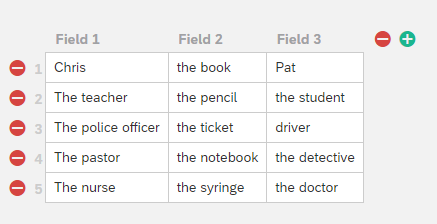 Field 1 Field 2 Field 3
1 Chris the book Pat
2 The teacher the pencil the student
3 The police officer the ticket driver
4 The pastor the notebook the detective
5 The nurse the syringe the doctor